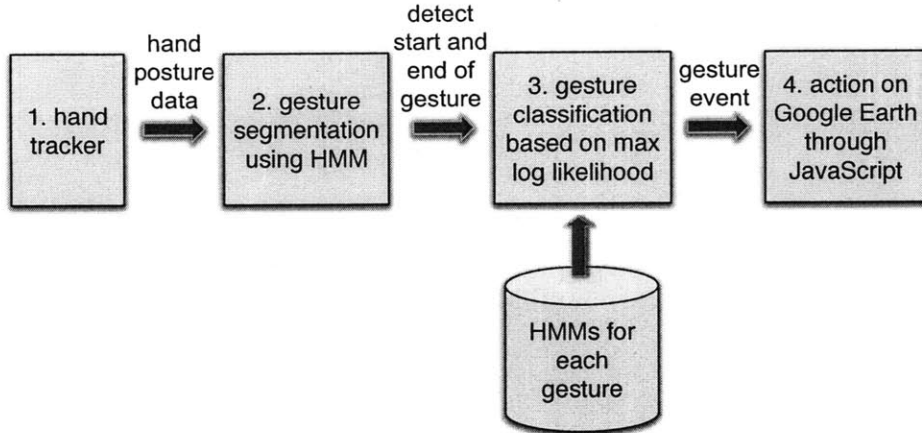 1. hand
tracker
hand
posture
data
2. gesture
segmentation
using HMM
detect
start and
end of
gesture
3. gesture
classification
based on max
log likelihood
gesture
event
4. action on
Google Earth
through
JavaScript
HMMs for
each
gesture